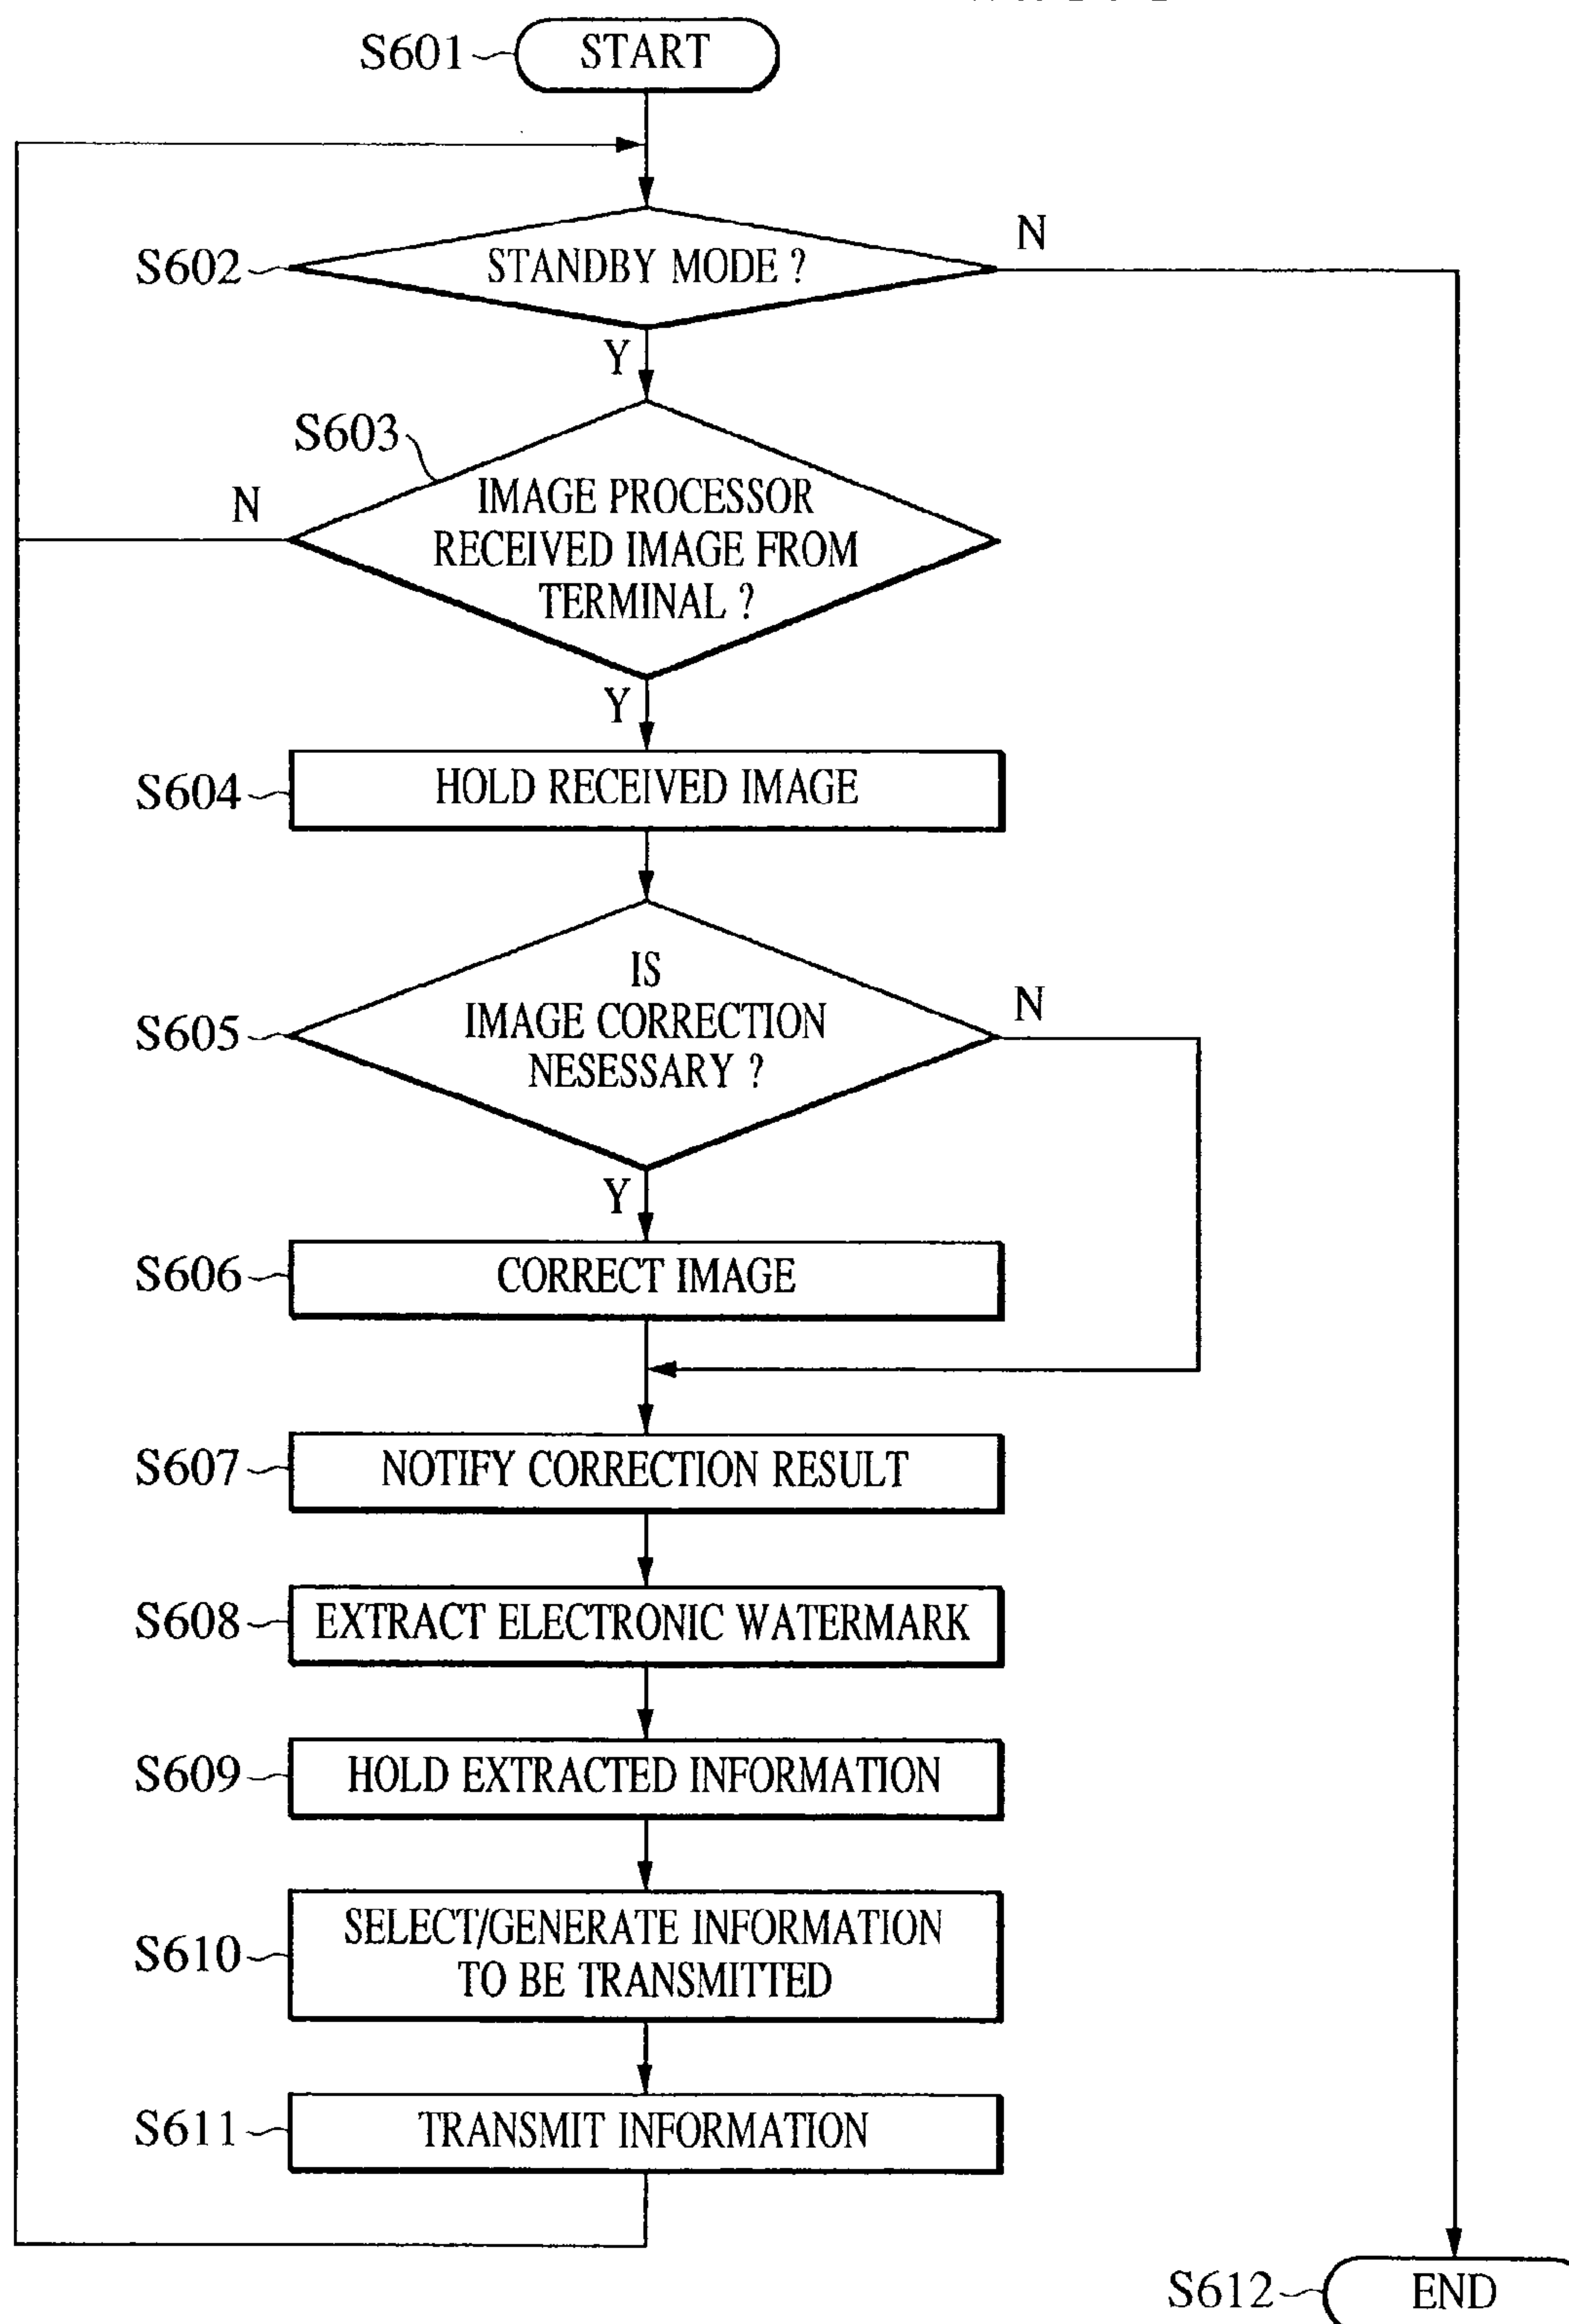 S601
START
S602
STANDBY MODE ?
N
Y
S603
IMAGE PROCESSOR
RECEIVED IMAGE FROM
TERMINAL ?
N
Y
S604
HOLD RECEIVED IMAGE
S605
IS
IMAGE CORRECTION
NESESSARY ?
N
Y
S606
CORRECT IMAGE
S607
NOTIFY CORRECTION RESULT
S608
EXTRACT ELECTRONIC WATERMARK
S609
HOLD EXTRACTED INFORMATION
S610
SELECT/GENERATE INFORMATION
TO BE TRANSMITTED
S611
TRANSMIT INFORMATION
S612
END